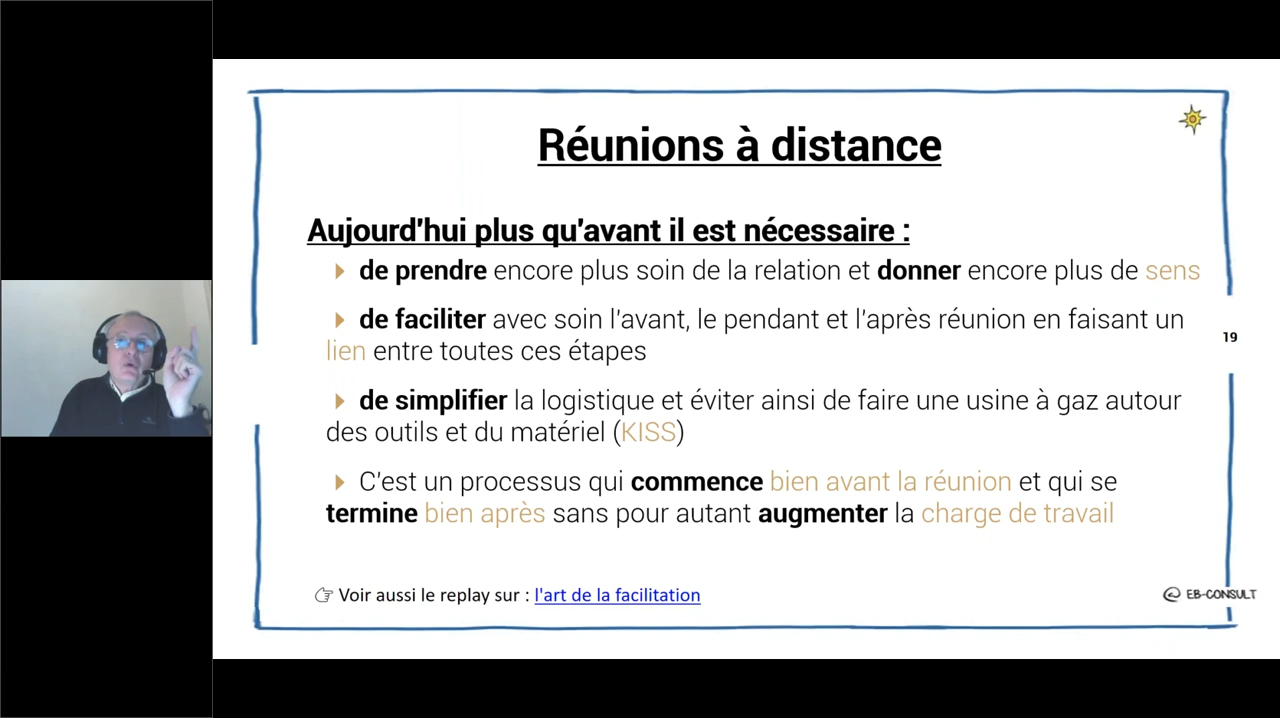 Réunions à distance
Aujourd'hui plus qu'avant il est nécessaire :
de prendre encore plus soin de la relation et donner encore plus de sens
de faciliter avec soin l'avant, le pendant et l'après réunion en faisant un
lien entre toutes ces étapes
19
de simplifier la logistique et éviter ainsi de faire une usine à gaz autour
des outils et du matériel (KISS)
C'est un processus qui commence bien avant la réunion et qui se
termine bien après sans pour autant augmenter la charge de travail
☞ Voir aussi le replay sur : l'art de la facilitation
@ EB-CONSULT